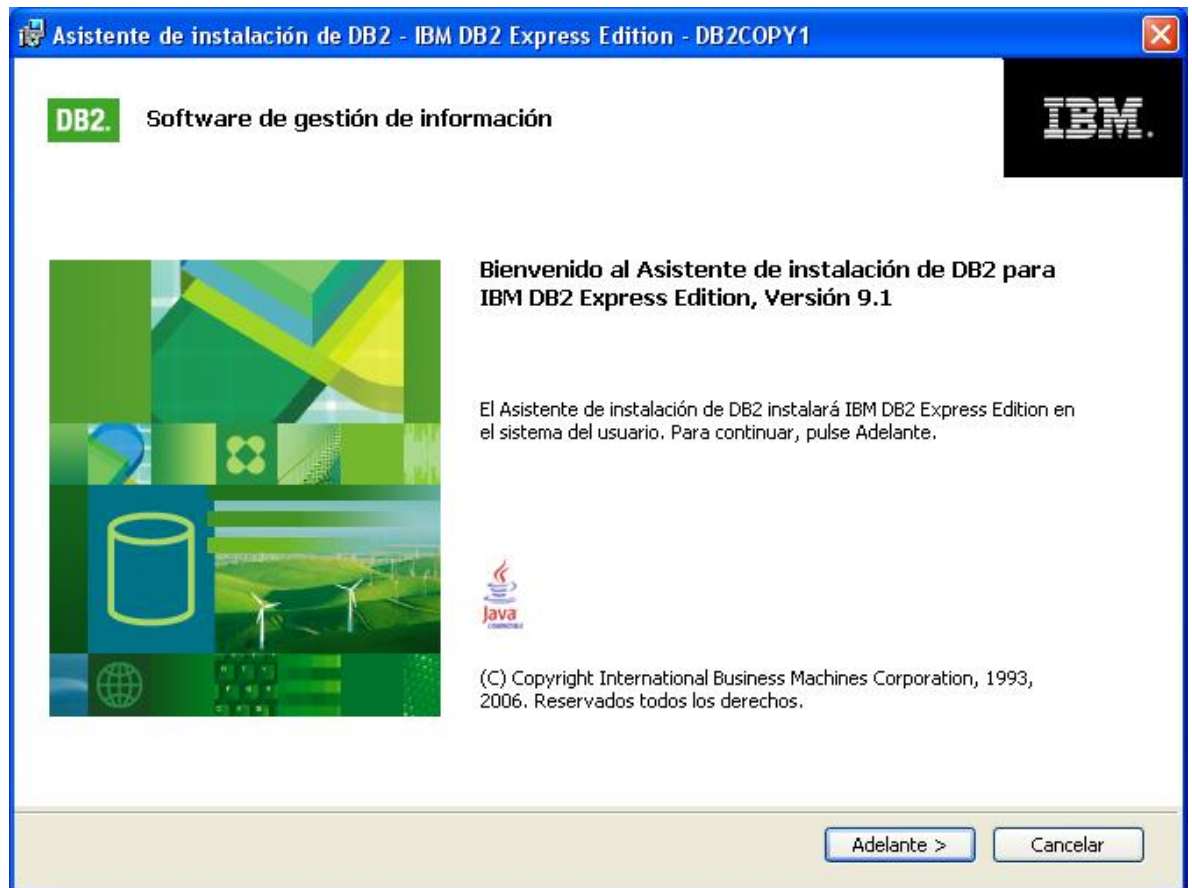 Asistente de instalación de DB2 - IBM DB2 Express Edition - DB2COPY1
DB2.
Software de gestión de información
IBM.
Bienvenido al Asistente de instalación de DB2 para
IBM DB2 Express Edition, Versión 9.1
El Asistente de instalación de DB2 instalará IBM DB2 Express Edition en
el sistema del usuario. Para continuar, pulse Adelante.
Java
COMPATIBLE
(C) Copyright International Business Machines Corporation, 1993,
2006. Reservados todos los derechos.
Adelante >
Cancelar